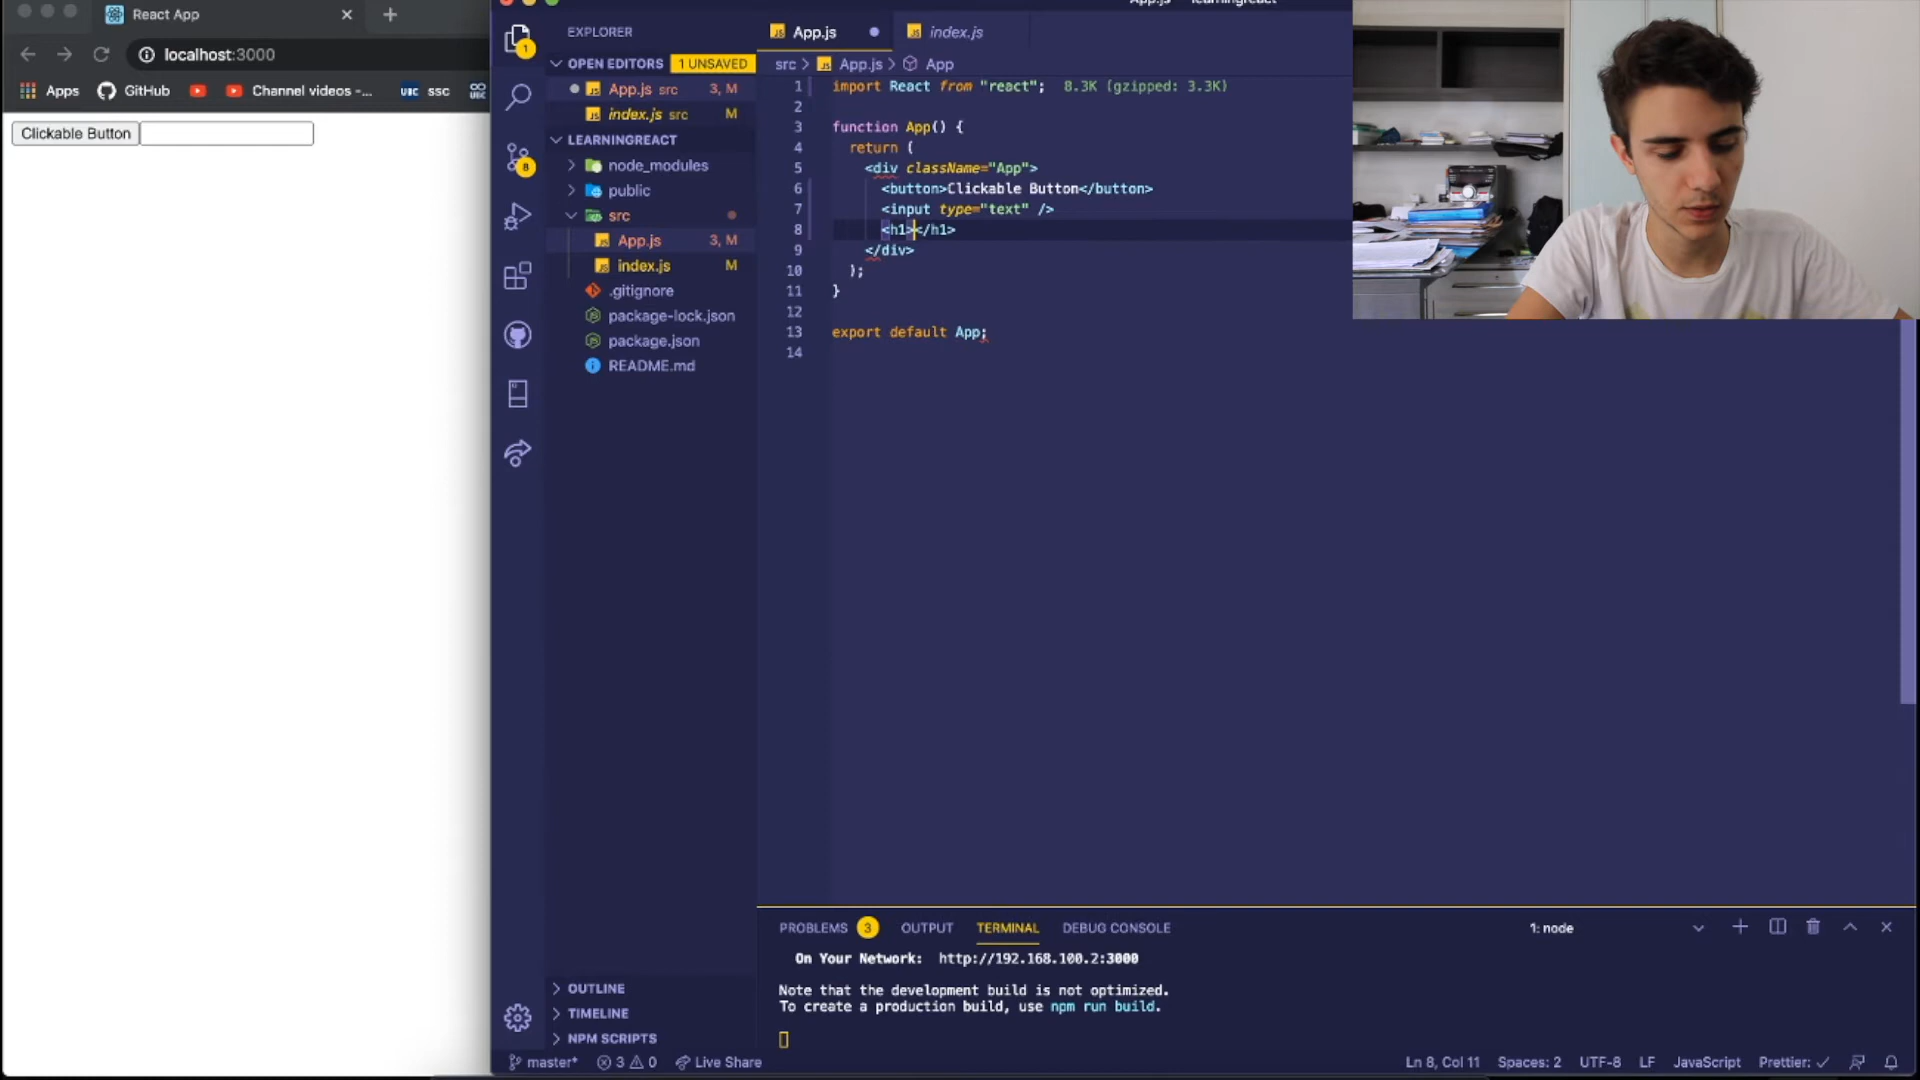 React App
localhost:3000
Apps
GitHub
Channel videos -...
UBC ssc
Clickable Button
1
8
EXPLORER
OPEN EDITORS 1 UNSAVED
App.js src 3, M
index.js src M
LEARNINGREACT
node_modules
public
src
App.js 3, M
index.js M
.gitignore
package-lock.json
package.json
README.md
OUTLINE
TIMELINE
NPM SCRIPTS
App.js — learningreact
App.js index.js
src > App.js > App
1 import React from "react"; 8.3K (gzipped: 3.3K)
2
3 function App() {
4 return (
5 <div className="App">
6 <button>Clickable Button</button>
7 <input type="text" />
8 <h1></h1>
9 </div>
10 );
11 }
12
13 export default App;
14
PROBLEMS 3 OUTPUT TERMINAL DEBUG CONSOLE 1: node
On Your Network: http://192.168.100.2:3000
Note that the development build is not optimized.
To create a production build, use npm run build.
master* 3 0 Live Share Ln 8, Col 11 Spaces: 2 UTF-8 LF JavaScript Prettier: ✓